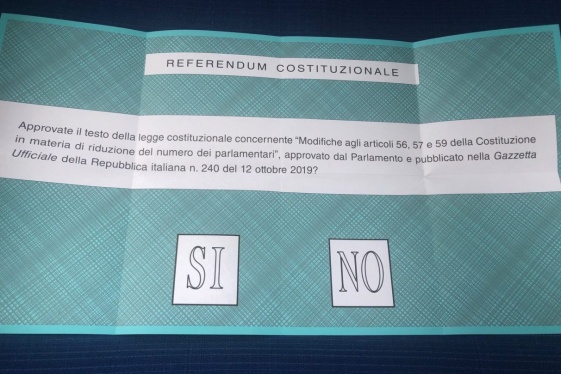 REFERENDUM COSTITUZIONALE
Approvate il testo della legge costituzionale concernente "Modifiche agli articoli 56, 57 e 59 della Costituzione
in materia di riduzione del numero dei parlamentari", approvato dal Parlamento e pubblicato nella Gazzetta
Ufficiale della Repubblica italiana n. 240 del 12 ottobre 2019?
SI NO